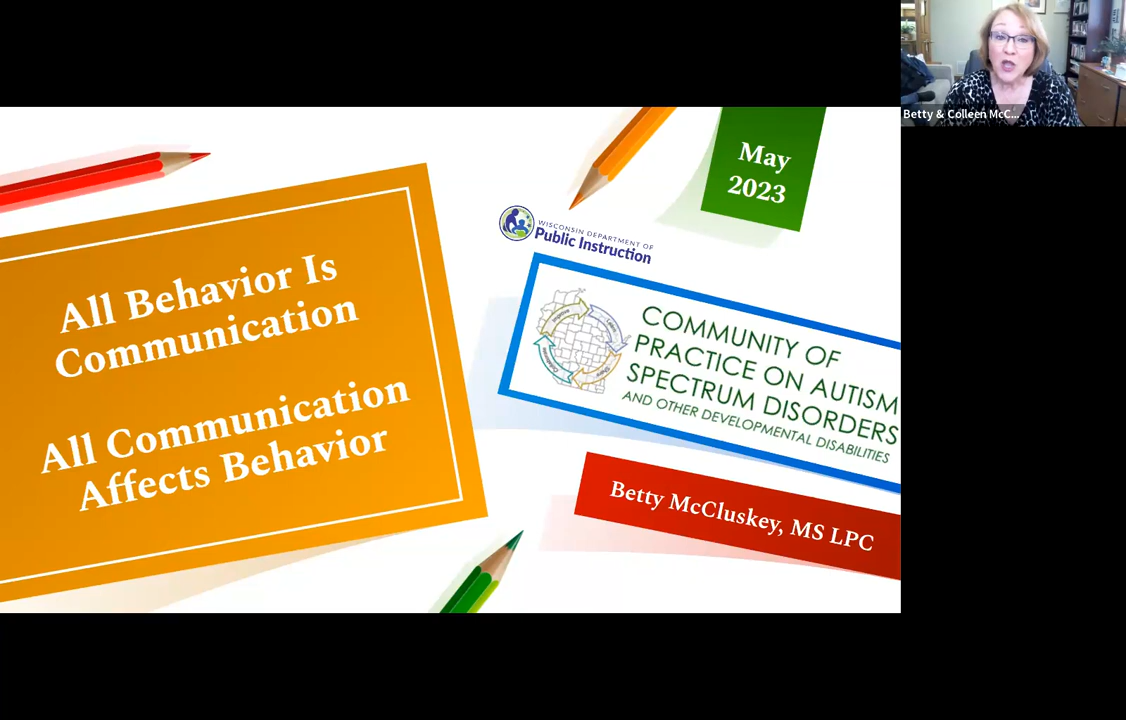 Betty & Colleen McC...
May
2023
WISCONSIN DEPARTMENT OF
Public Instruction
All Behavior Is
Communication
All Communication
Affects Behavior
COMMUNITY OF
PRACTICE ON AUTISM
SPECTRUM DISORDERS
AND OTHER DEVELOPMENTAL DISABILITIES
Betty McCluskey, MS LPC